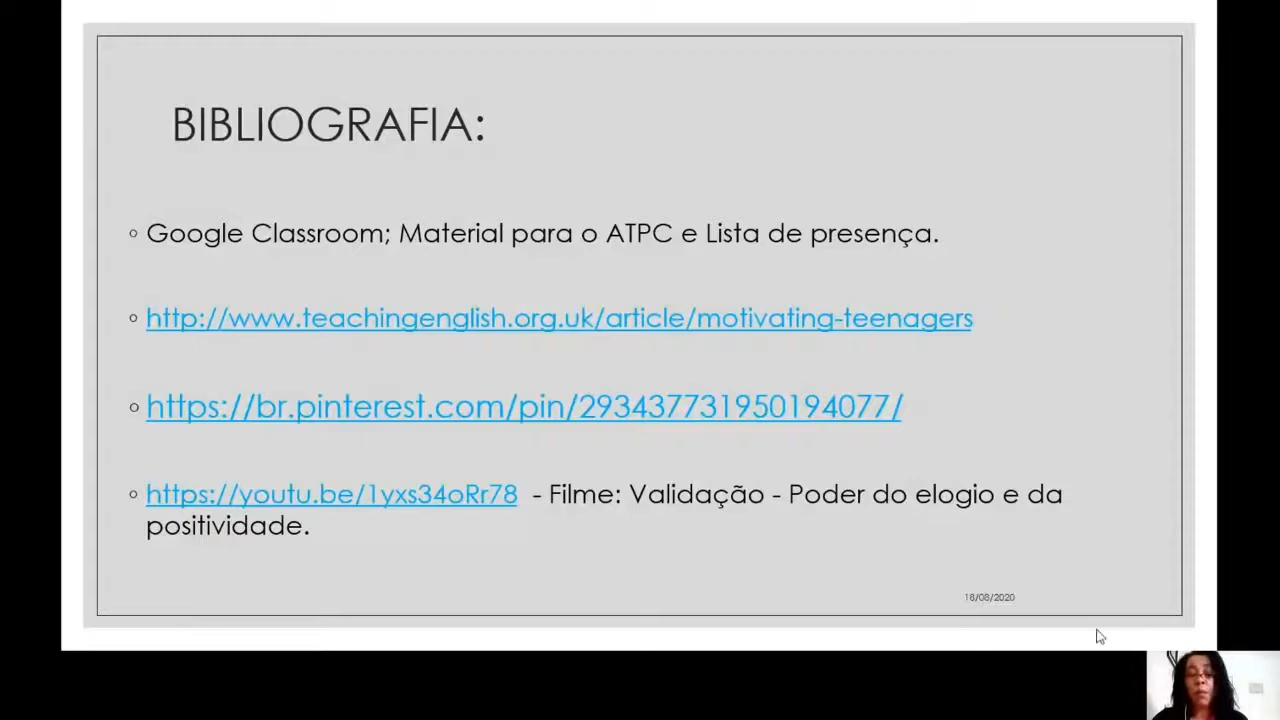 BIBLIOGRAFIA:
◦ Google Classroom; Material para o ATPC e Lista de presença.
◦ http://www.teachingenglish.org.uk/article/motivating-teenagers
◦ https://br.pinterest.com/pin/293437731950194077/
◦ https://youtu.be/1yxs34oRr78 - Filme: Validação - Poder do elogio e da
positividade.
18/08/2020